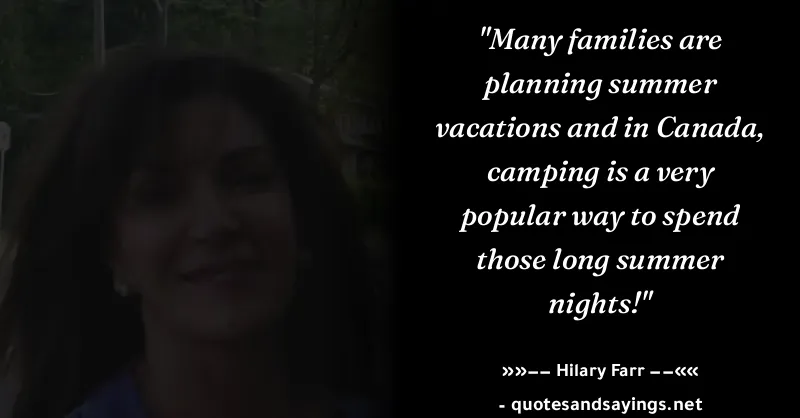 "Many families are
planning summer
vacations and in Canada,
camping is a very
popular way to spend
those long summer
nights!"
»»−− Hilary Farr −−««
- quotesandsayings.net